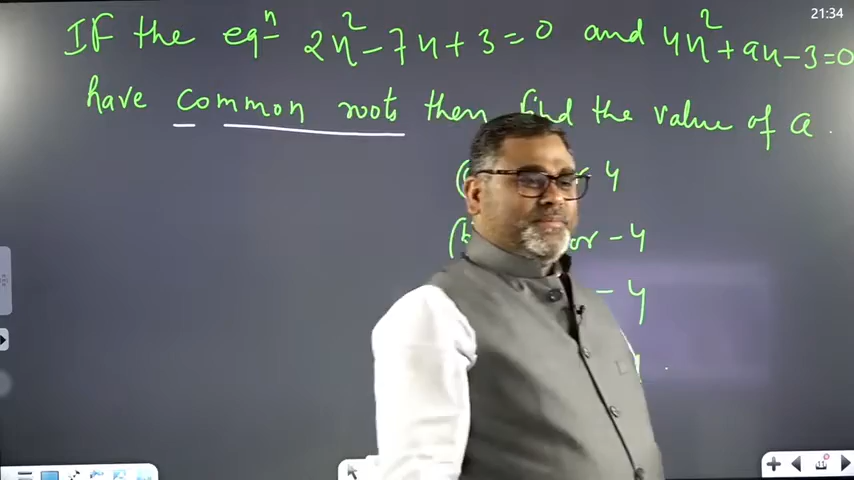 21:34
If the eqⁿ 2x² - 7x + 3 = 0 and 4x² + ax - 3 = 0
have common roots then find the value of a.
( or 4
(b or - 4
- 4